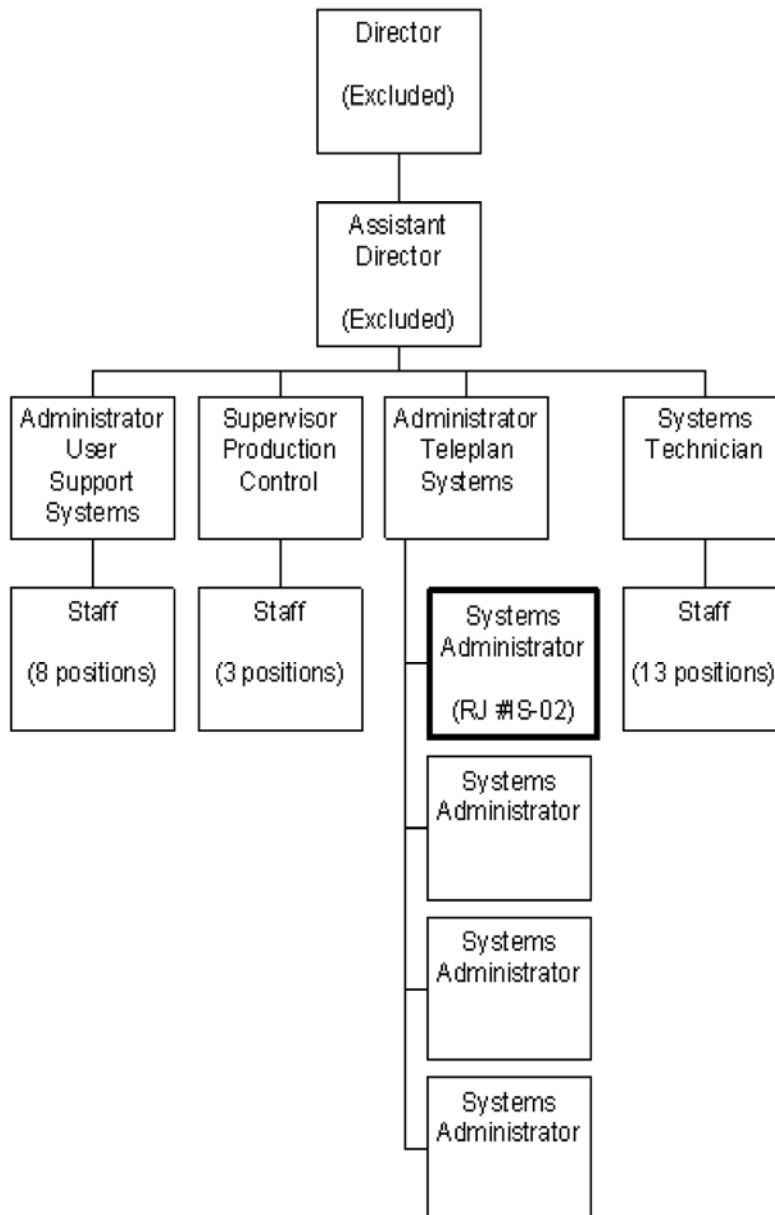 Director
(Excluded)
Assistant
Director
(Excluded)
Administrator
User
Support
Systems
Supervisor
Production
Control
Administrator
Teleplan
Systems
Systems
Technician
Staff
(8 positions)
Staff
(3 positions)
Systems
Administrator
(RJ #IS-02)
Staff
(13 positions)
Systems
Administrator
Systems
Administrator
Systems
Administrator